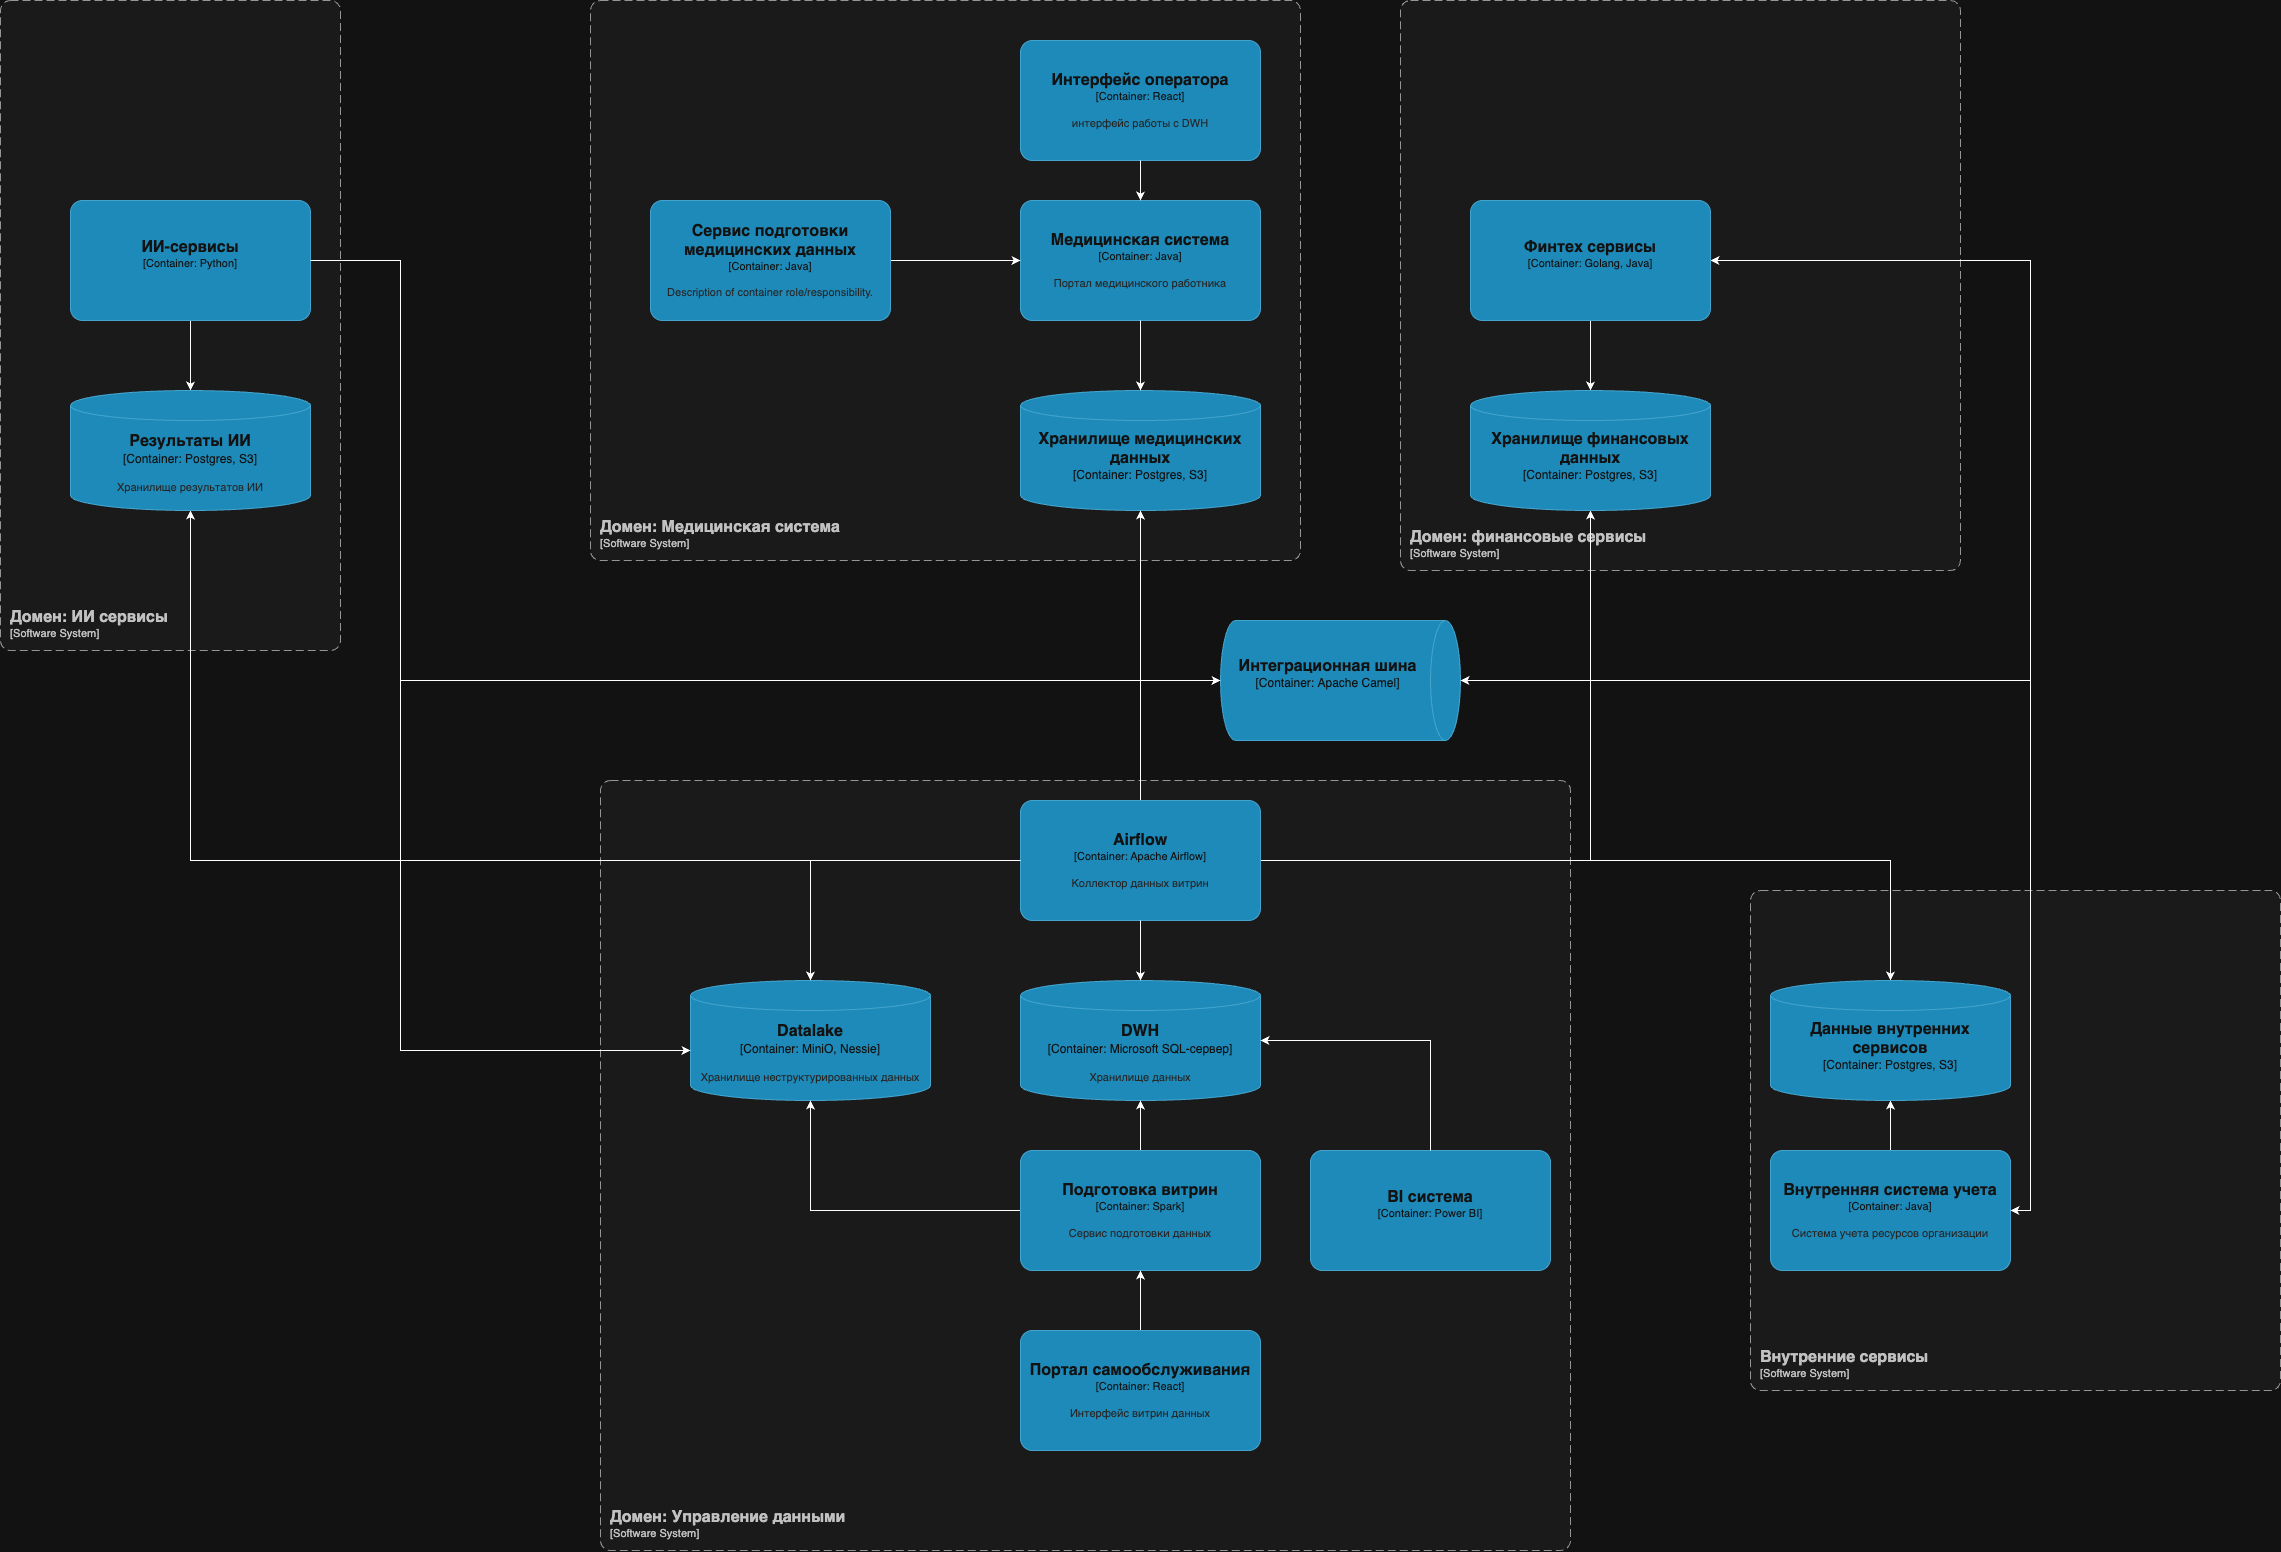 Интерфейс оператора
[Container: React]
интерфейс работы с DWH
ИИ-сервисы
[Container: Python]
Сервис подготовки
медицинских данных
[Container: Java]
Description of container role/responsibility.
Медицинская система
[Container: Java]
Портал медицинского работника
Финтех сервисы
[Container: Golang, Java]
Результаты ИИ
[Container: Postgres, S3]
Хранилище результатов ИИ
Хранилище медицинских
данных
[Container: Postgres, S3]
Хранилище финансовых
данных
[Container: Postgres, S3]
Домен: Медицинская система
[Software System]
Домен: финансовые сервисы
[Software System]
Домен: ИИ сервисы
[Software System]
Интеграционная шина
[Container: Apache Camel]
Airflow
[Container: Apache Airflow]
Коллектор данных витрин
Datalake
[Container: MiniO, Nessie]
Хранилище неструктурированных данных
DWH
[Container: Microsoft SQL-сервер]
Хранилище данных
Данные внутренних
сервисов
[Container: Postgres, S3]
Подготовка витрин
[Container: Spark]
Сервис подготовки данных
BI система
[Container: Power BI]
Внутренняя система учета
[Container: Java]
Система учета ресурсов организации
Портал самообслуживания
[Container: React]
Интерфейс витрин данных
Внутренние сервисы
[Software System]
Домен: Управление данными
[Software System]